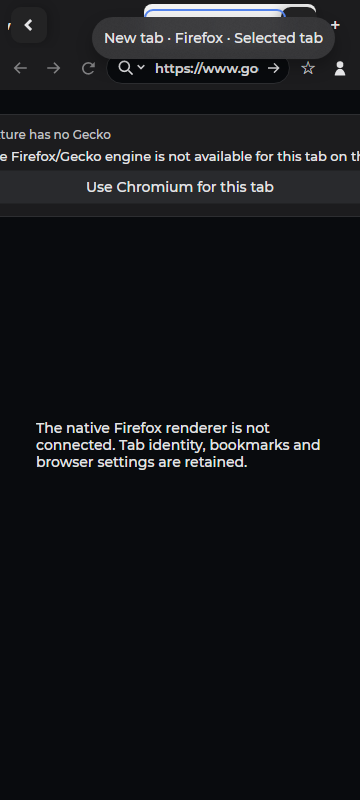 New tab · Firefox · Selected tab
+
https://www.go
ture has no Gecko
e Firefox/Gecko engine is not available for this tab on th
Use Chromium for this tab
The native Firefox renderer is not
connected. Tab identity, bookmarks and
browser settings are retained.